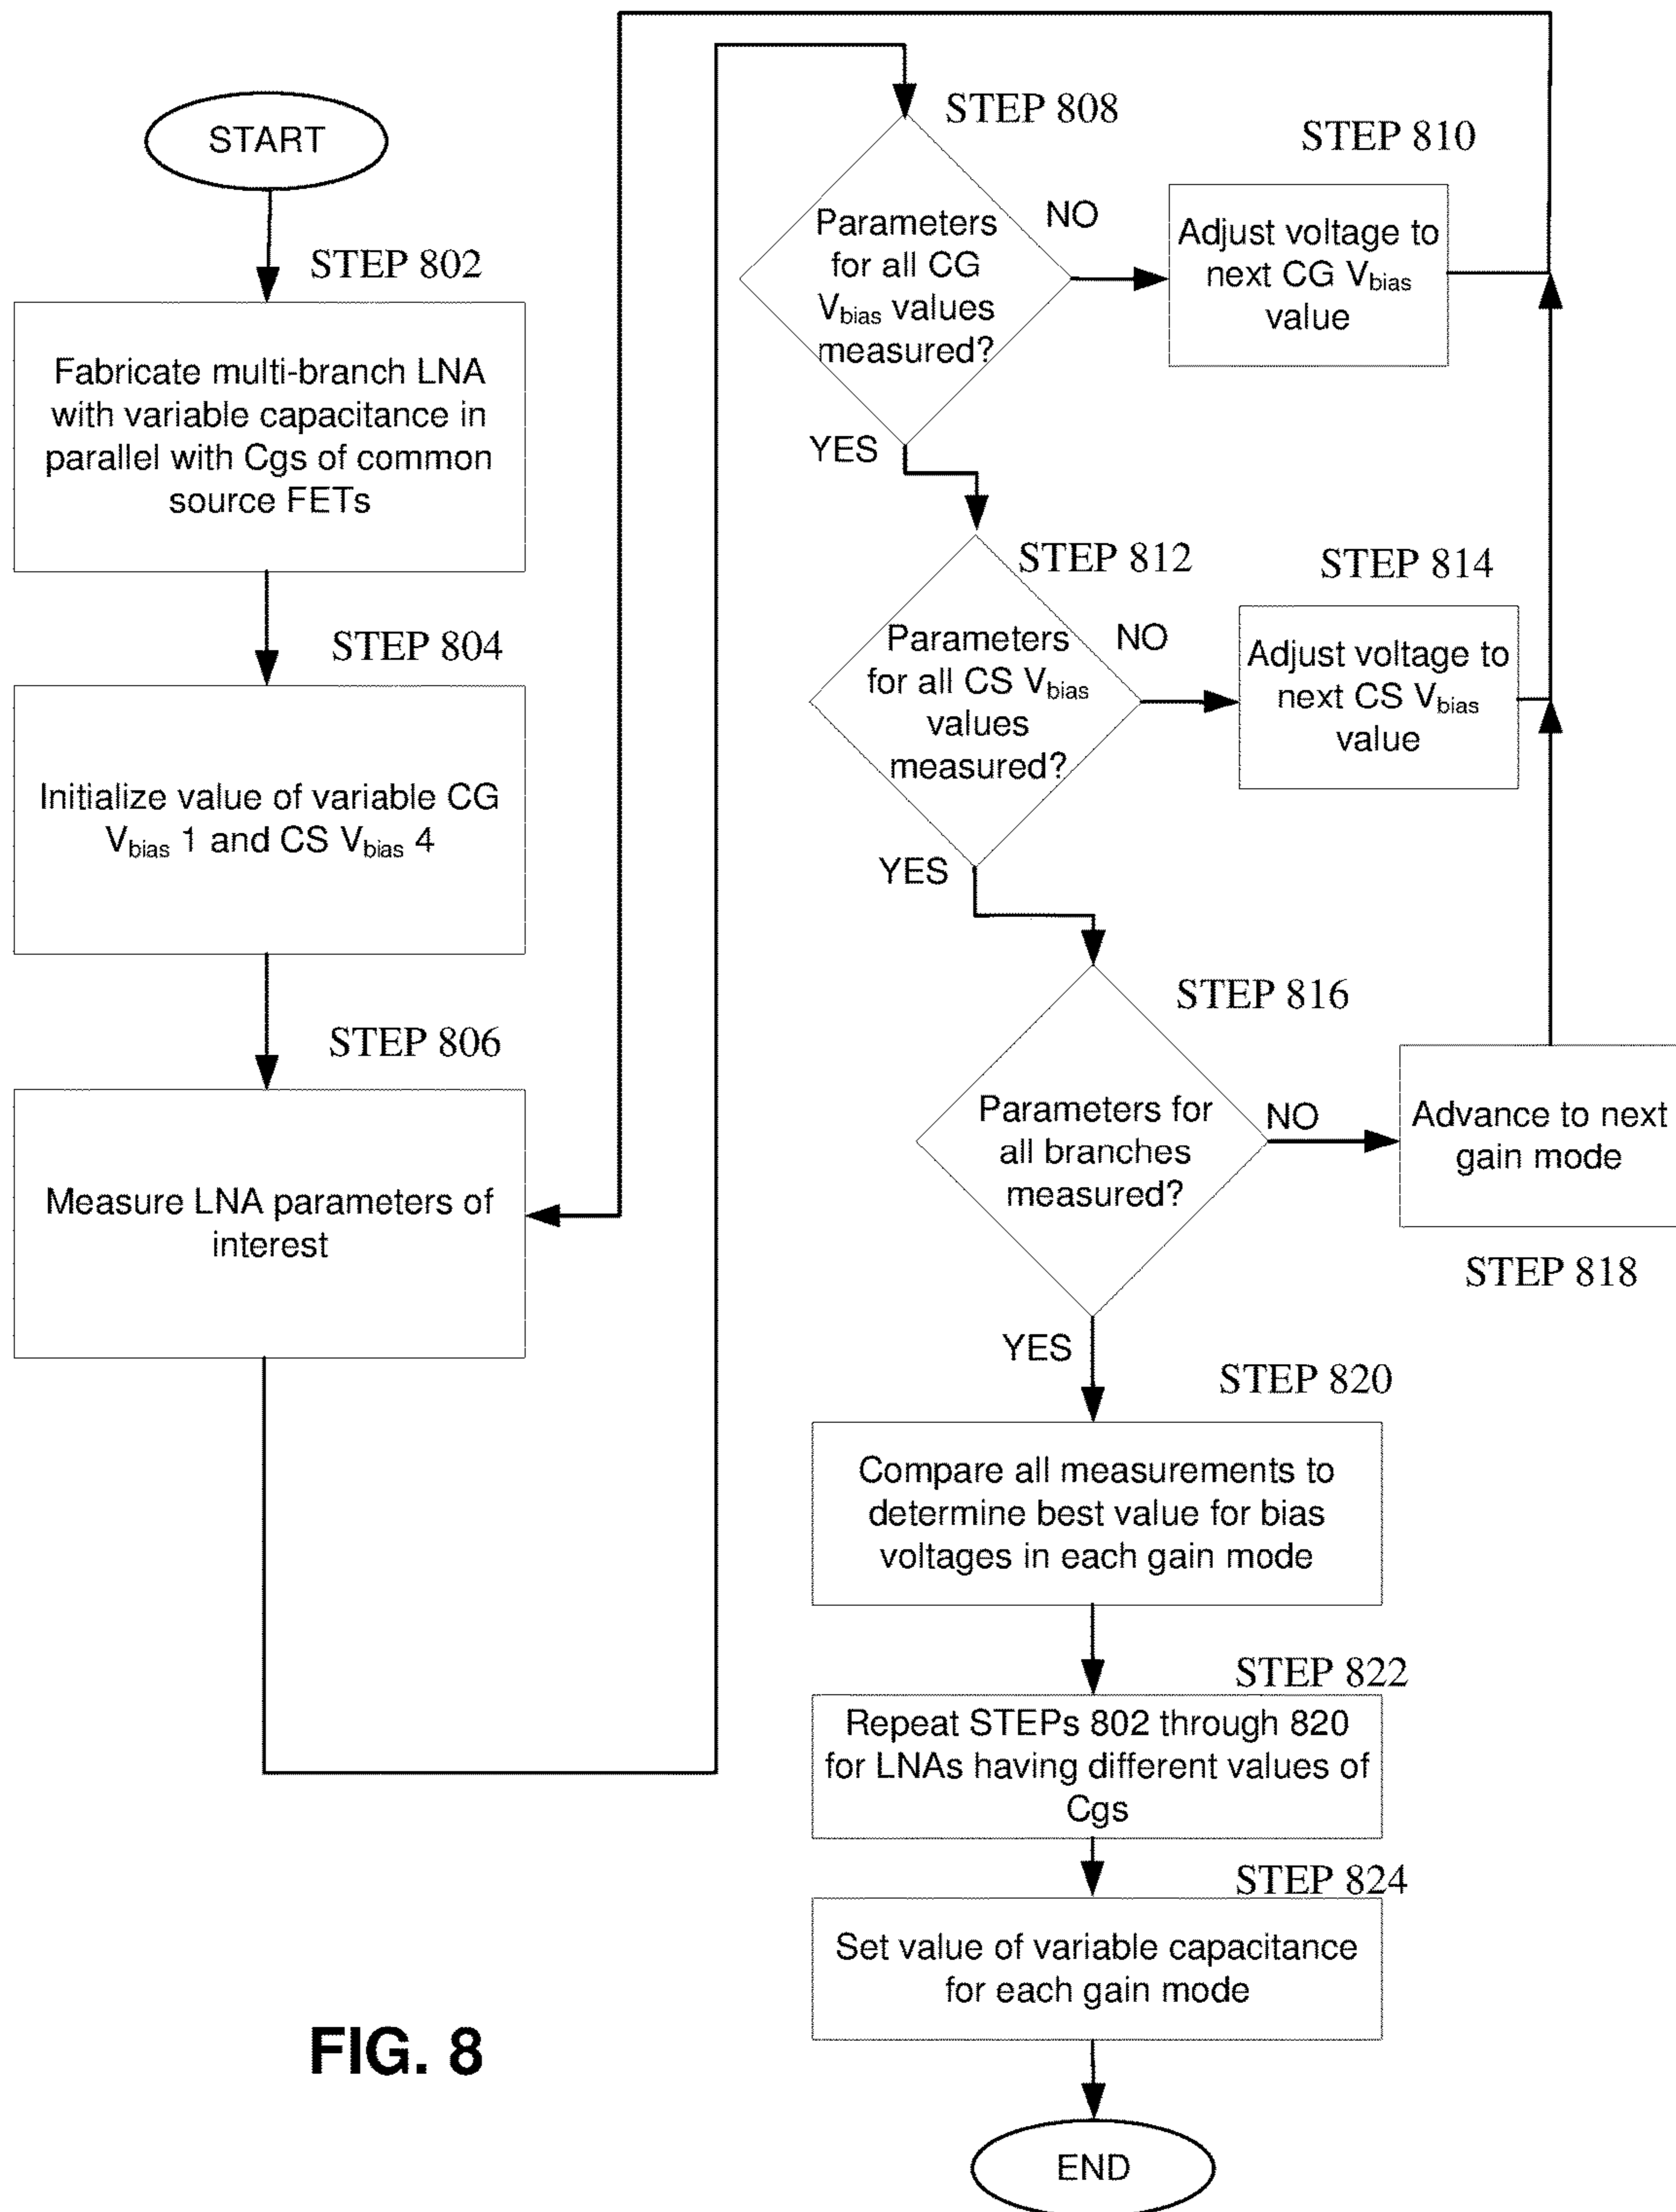 START
STEP 802
Fabricate multi-branch LNA
with variable capacitance in
parallel with Cgs of common
source FETs
STEP 804
Initialize value of variable CG
Vbias 1 and CS Vbias 4
STEP 806
Measure LNA parameters of
interest
STEP 808
Parameters
for all CG
Vbias values
measured?
NO
YES
STEP 810
Adjust voltage to
next CG Vbias
value
STEP 812
Parameters
for all CS Vbias
values
measured?
NO
YES
STEP 814
Adjust voltage to
next CS Vbias
value
STEP 816
Parameters for
all branches
measured?
NO
YES
Advance to next
gain mode
STEP 818
STEP 820
Compare all measurements to
determine best value for bias
voltages in each gain mode
STEP 822
Repeat STEPs 802 through 820
for LNAs having different values of
Cgs
STEP 824
Set value of variable capacitance
for each gain mode
END
FIG. 8